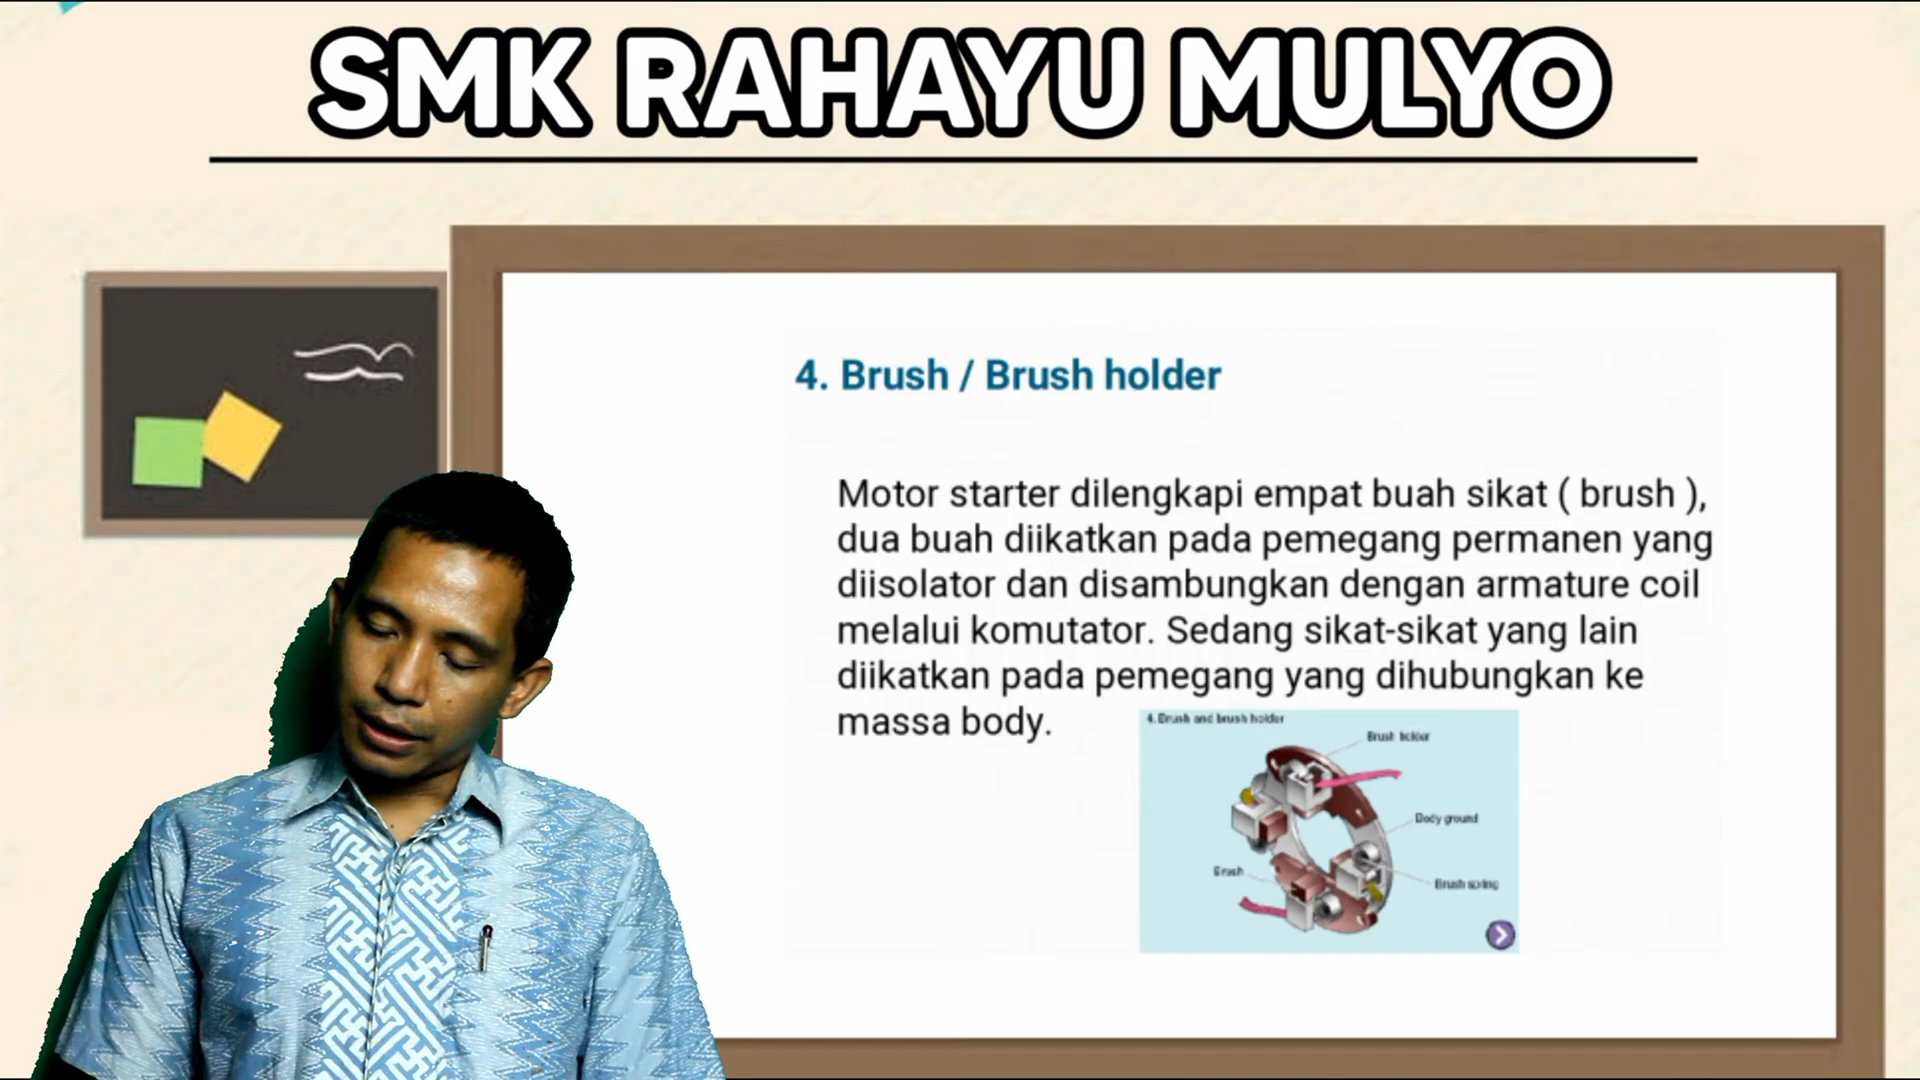 SMK RAHAYU MULYO
4. Brush / Brush holder
Motor starter dilengkapi empat buah sikat ( brush ),
dua buah diikatkan pada pemegang permanen yang
diisolator dan disambungkan dengan armature coil
melalui komutator. Sedang sikat-sikat yang lain
diikatkan pada pemegang yang dihubungkan ke
massa body.
4. Brush and brush holder
Brush holder
Body ground
Brush
Brush spring